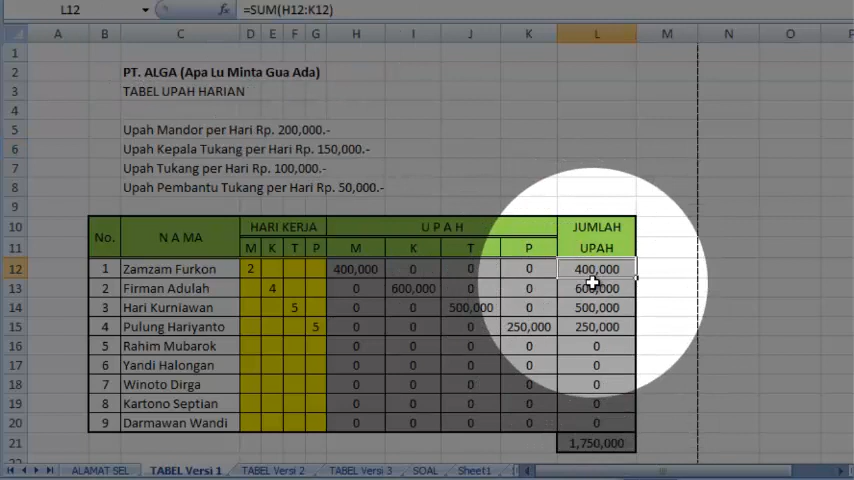 L12 fx =SUM(H12:K12)
A B C D E F G H I J K L M N O P
1
2 PT. ALGA (Apa Lu Minta Gua Ada)
3 TABEL UPAH HARIAN
4
5 Upah Mandor per Hari Rp. 200,000.-
6 Upah Kepala Tukang per Hari Rp. 150,000.-
7 Upah Tukang per Hari Rp. 100,000.-
8 Upah Pembantu Tukang per Hari Rp. 50,000.-
9
10 No. N A M A HARI KERJA U P A H JUMLAH
11 M K T P M K T P UPAH
12 1 Zamzam Furkon 2 400,000 0 0 0 400,000
13 2 Firman Adulah 4 0 600,000 0 0 600,000
14 3 Hari Kurniawan 5 0 0 500,000 0 500,000
15 4 Pulung Hariyanto 5 0 0 0 250,000 250,000
16 5 Rahim Mubarok 0 0 0 0 0
17 6 Yandi Halongan 0 0 0 0 0
18 7 Winoto Dirga 0 0 0 0 0
19 8 Kartono Septian 0 0 0 0 0
20 9 Darmawan Wandi 0 0 0 0 0
21 1,750,000
ALAMAT SEL TABEL Versi 1 TABEL Versi 2 TABEL Versi 3 SOAL Sheet1